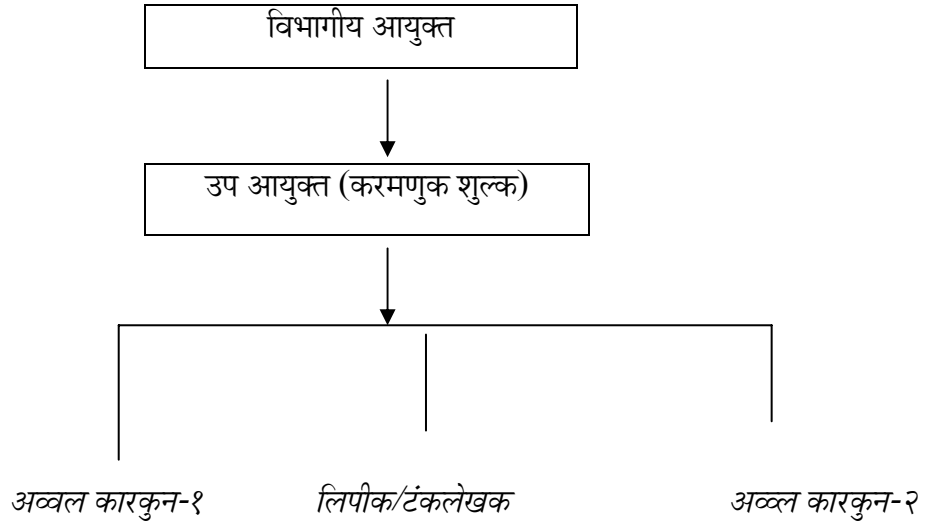 विभागीय आयुक्त
उप आयुक्त (करमणुक शुल्क)
अव्वल कारकुन-१ लिपीक/टंकलेखक अव्व्ल कारकुन-२